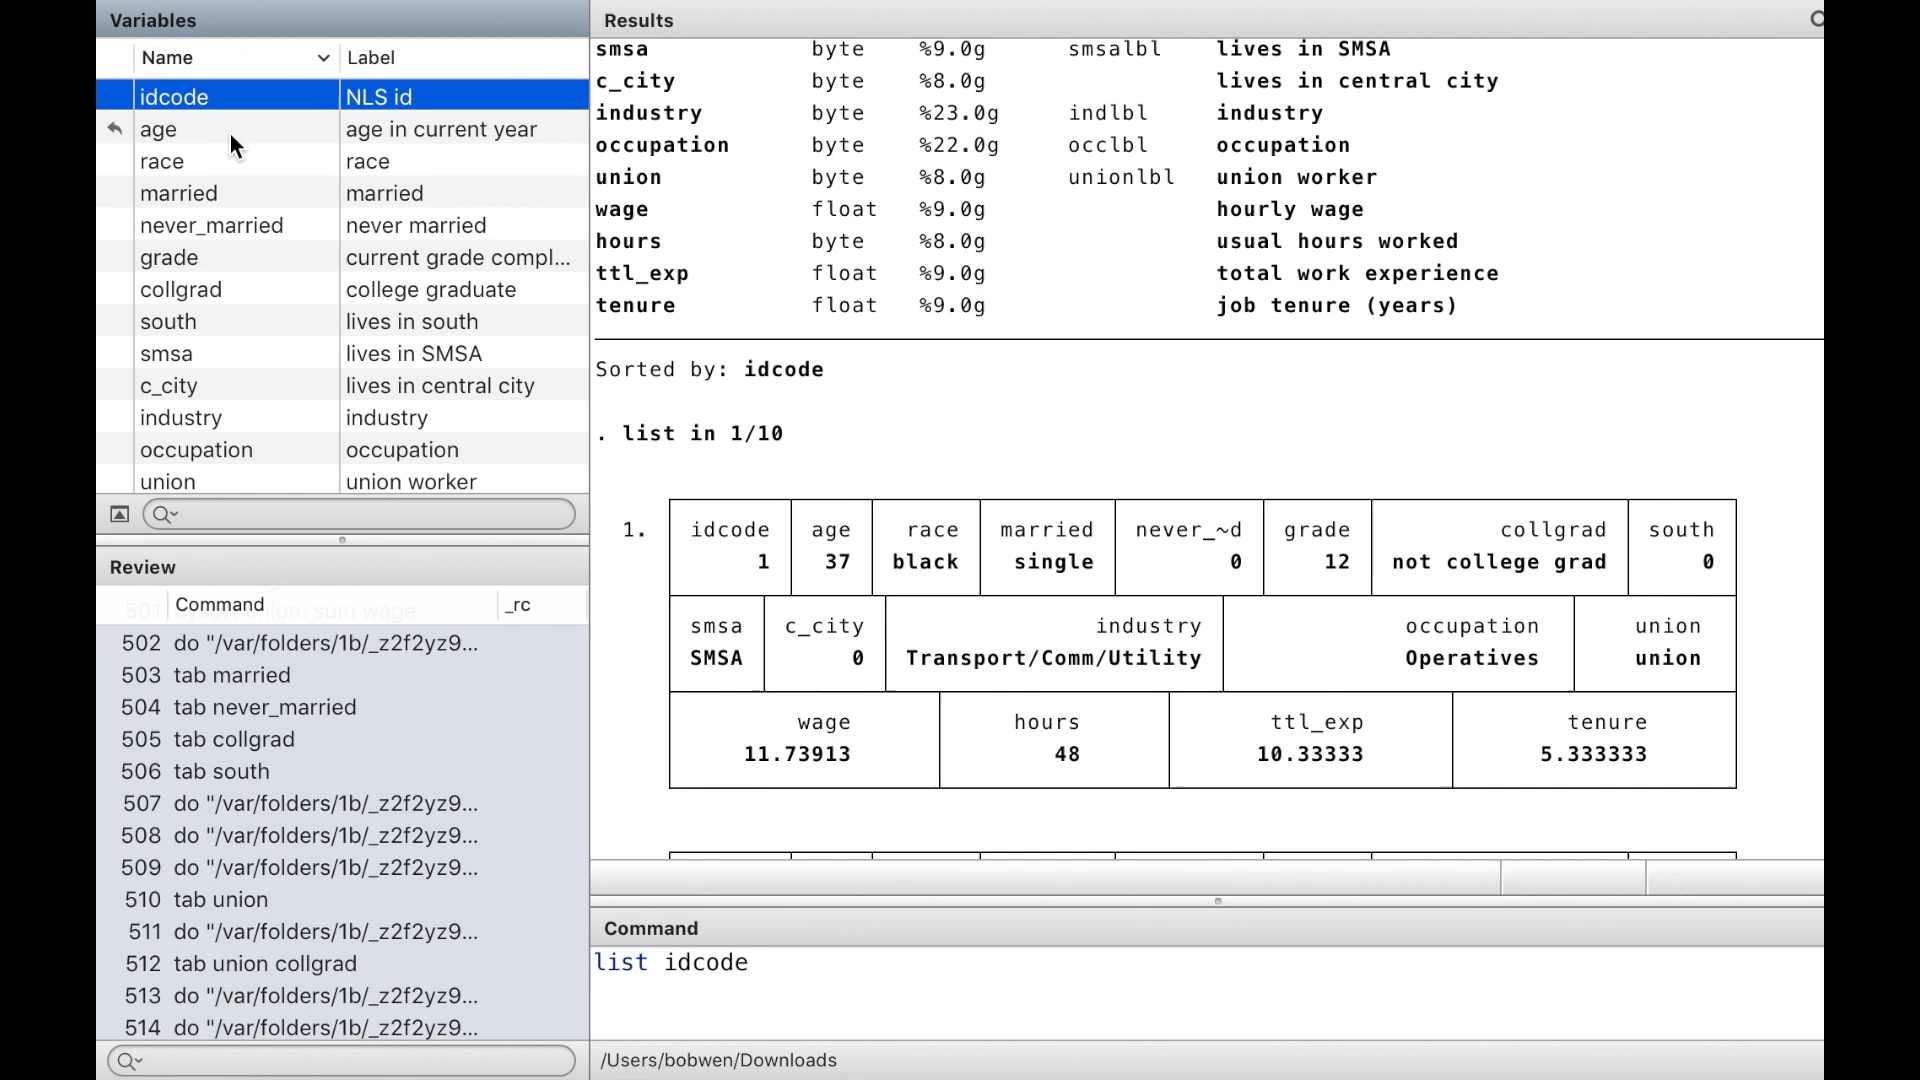 Variables
Name Label
idcode NLS id
age age in current year
race race
married married
never_married never married
grade current grade compl...
collgrad college graduate
south lives in south
smsa lives in SMSA
c_city lives in central city
industry industry
occupation occupation
union union worker
Review
Command _rc
502 do "/var/folders/1b/_z2f2yz9...
503 tab married
504 tab never_married
505 tab collgrad
506 tab south
507 do "/var/folders/1b/_z2f2yz9...
508 do "/var/folders/1b/_z2f2yz9...
509 do "/var/folders/1b/_z2f2yz9...
510 tab union
511 do "/var/folders/1b/_z2f2yz9...
512 tab union collgrad
513 do "/var/folders/1b/_z2f2yz9...
514 do "/var/folders/1b/_z2f2yz9...
Results
smsa byte %9.0g smsalbl lives in SMSA
c_city byte %8.0g lives in central city
industry byte %23.0g indlbl industry
occupation byte %22.0g occlbl occupation
union byte %8.0g unionlbl union worker
wage float %9.0g hourly wage
hours byte %8.0g usual hours worked
ttl_exp float %9.0g total work experience
tenure float %9.0g job tenure (years)
Sorted by: idcode
. list in 1/10
1. idcode age race married never_~d grade collgrad south
1 37 black single 0 12 not college grad 0
smsa c_city industry occupation union
SMSA 0 Transport/Comm/Utility Operatives union
wage hours ttl_exp tenure
11.73913 48 10.33333 5.333333
Command
list idcode
/Users/bobwen/Downloads